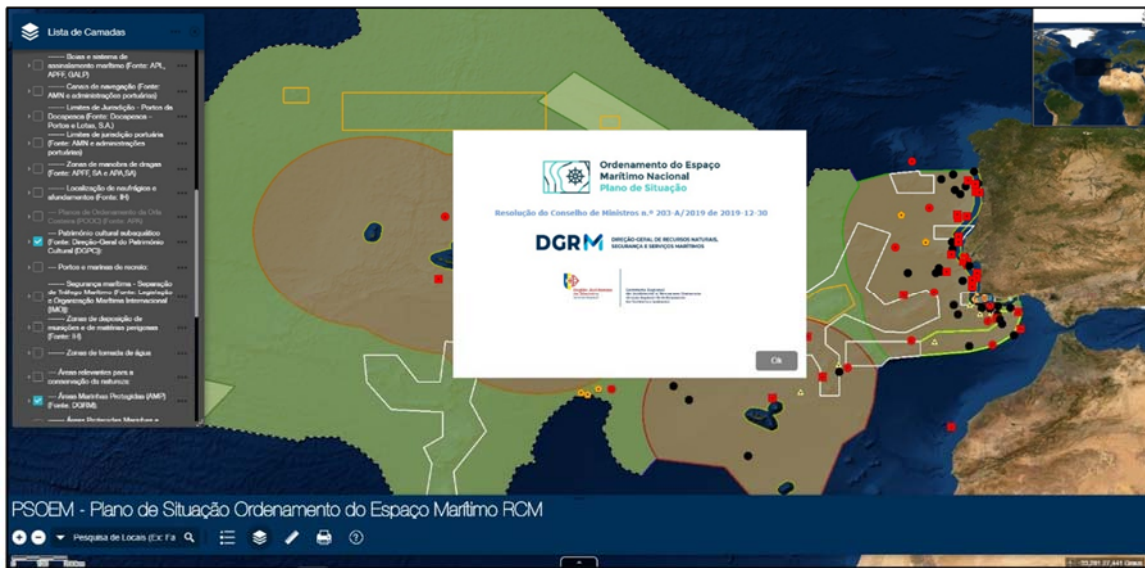 Lista de Camadas
—— Boias e sistema de
assinalamento marítimo (Fonte: APL,
APFF, GALP)
—— Canais de navegação (Fonte:
AMN e administrações portuárias)
—— Limites de Jurisdição - Portos da
Docapesca (Fonte: Docapesca -
Portos e Lotas, S.A.)
—— Limites de jurisdição portuária
(Fonte: AMN e administrações
portuárias)
—— Zonas de manobra de dragas
(Fonte: APFF, SA e APA,SA)
—— Localização de naufrágios e
afundamentos (Fonte: IH)
--- Planos de Ordenamento da Orla
Costeira (POOC) (Fonte: APA)
--- Património cultural subaquático
(Fonte: Direção-Geral do Património
Cultural (DGPC)):
--- Portos e marinas de recreio:
—— Segurança marítima - Separação
de Tráfego Marítimo (Fonte: Legislação
e Organização Marítima Internacional
(IMO))
—— Zonas de deposição de
munições e de matérias perigosas
(Fonte: IH)
—— Zonas de tomada de água
--- Áreas relevantes para a
conservação da natureza:
--- Áreas Marinhas Protegidas (AMP)
(Fonte: DGRM):
Ordenamento do Espaço
Marítimo Nacional
Plano de Situação
Resolução do Conselho de Ministros n.º 203-A/2019 de 2019-12-30
DGRM
DIREÇÃO-GERAL DE RECURSOS NATURAIS,
SEGURANÇA E SERVIÇOS MARÍTIMOS
Ok
PSOEM - Plano de Situação Ordenamento do Espaço Marítimo RCM
Pesquisa de Locais (Ex: Fa